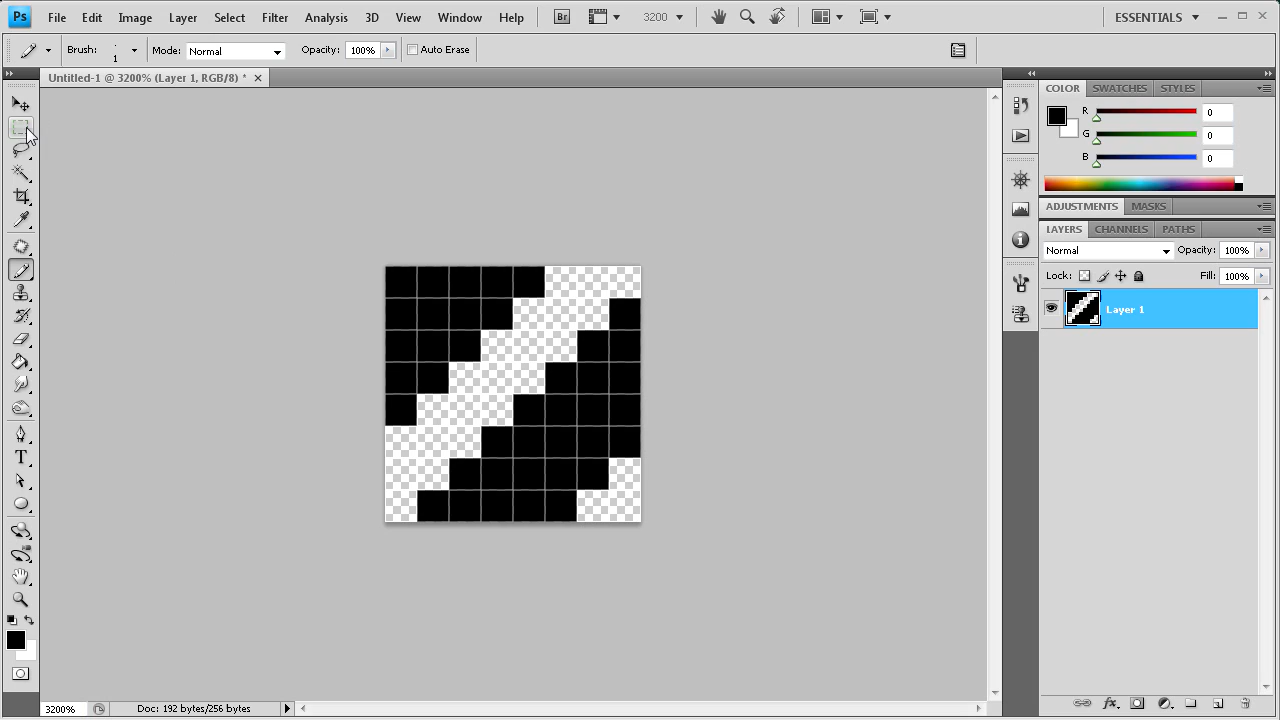 Ps File Edit Image Layer Select Filter Analysis 3D View Window Help Br 3200 ESSENTIALS
Brush: 1 Mode: Normal Opacity: 100% Auto Erase
Untitled-1 @ 3200% (Layer 1, RGB/8) *
COLOR SWATCHES STYLES
R 0
G 0
B 0
ADJUSTMENTS MASKS
LAYERS CHANNELS PATHS
Normal Opacity: 100%
Lock: Fill: 100%
Layer 1
T
3200% Doc: 192 bytes/256 bytes
fx